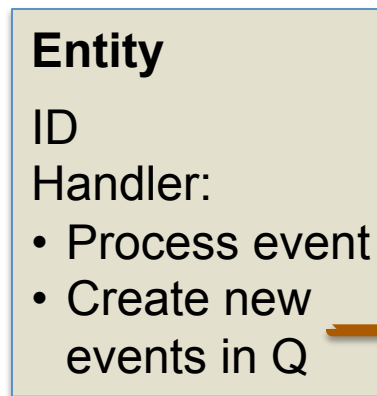 Entity
ID
Handler:
• Process event
• Create new
events in Q